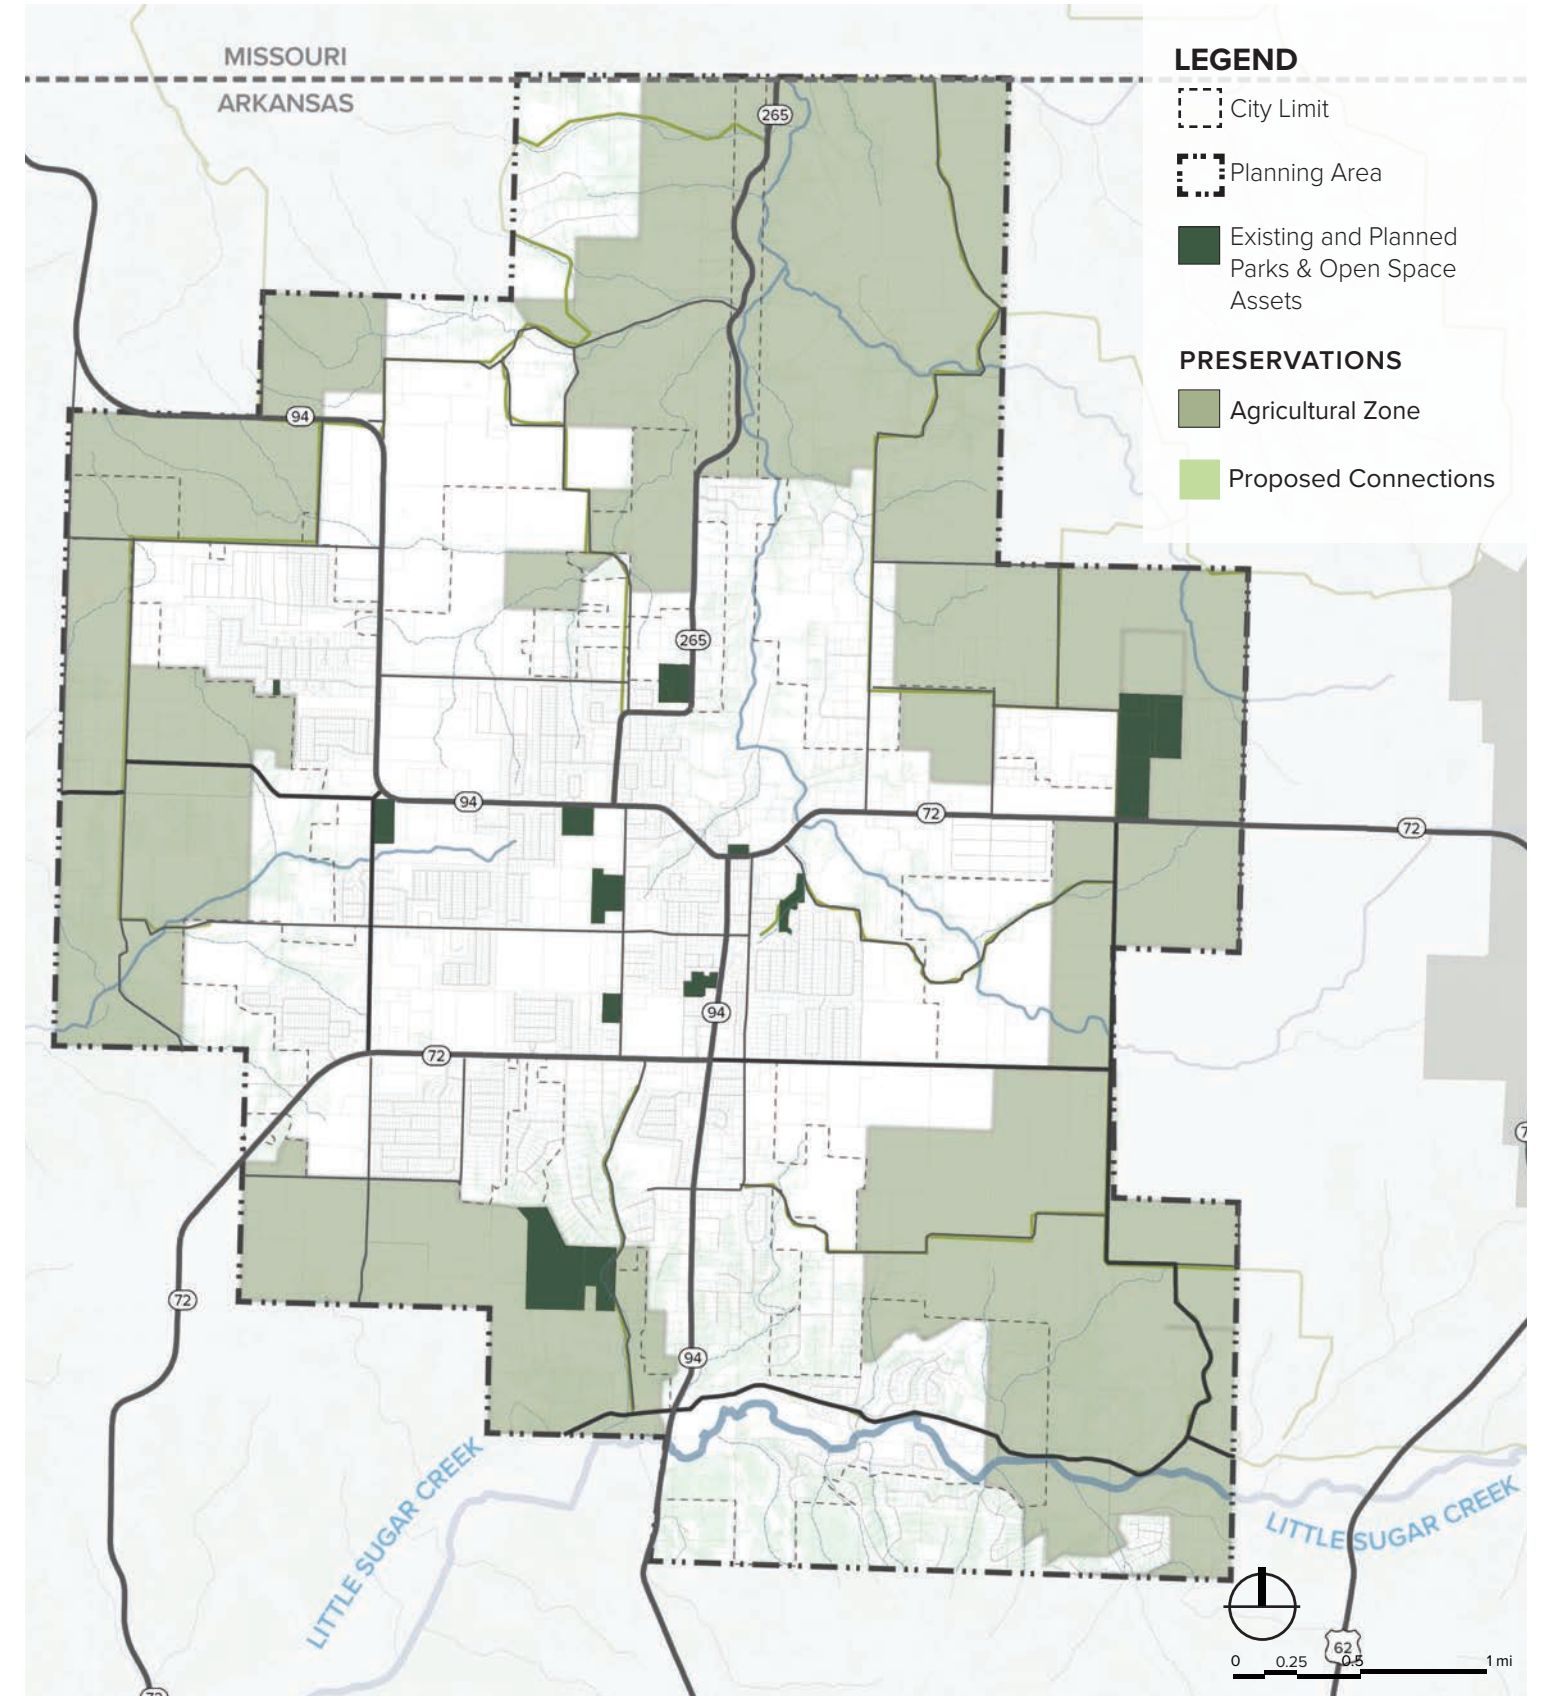 MISSOURI
ARKANSAS
LEGEND
City Limit
Planning Area
Existing and Planned
Parks & Open Space
Assets
PRESERVATIONS
Agricultural Zone
Proposed Connections
265
94
265
94
72
72
94
72
72
94
LITTLE SUGAR CREEK
LITTLE SUGAR CREEK
62
0 0.25 0.5 1 mi